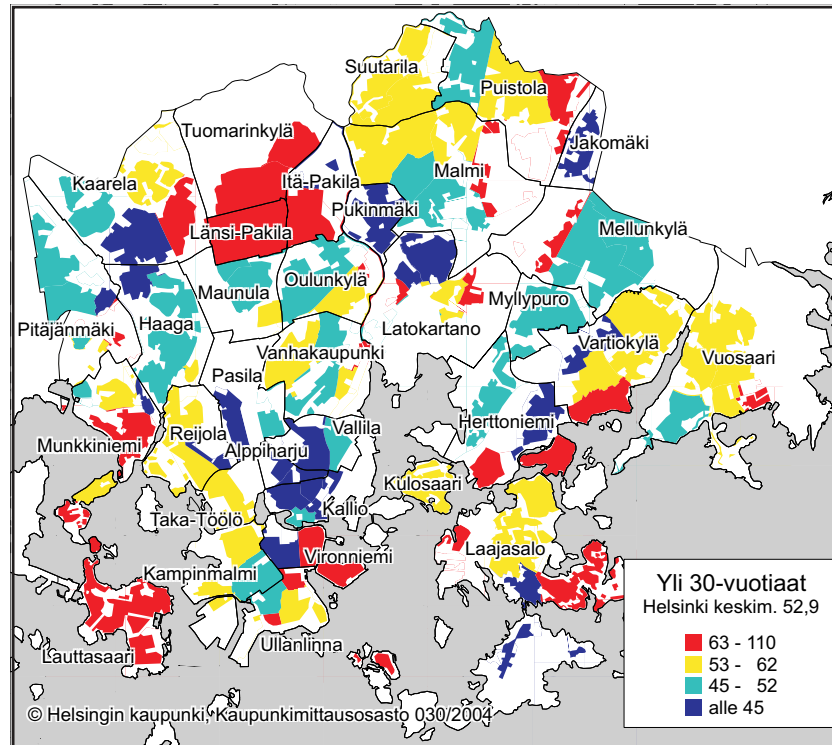 Suutarila
Puistola
Tuomarinkylä
Jakomäki
Malmi
Kaarela
Itä-Pakila
Pukinmäki
Länsi-Pakila
Mellunkylä
Maunula
Oulunkylä
Myllypuro
Pitäjänmäki
Haaga
Latokartano
Vanhakaupunki
Vartiokylä
Vuosaari
Pasila
Munkkiniemi
Reijola
Vallila
Herttoniemi
Alppiharju
Kulosaari
Taka-Töölö
Kallio
Vironniemi
Laajasalo
Kampinmalmi
Lauttasaari
Ullanlinna
Yli 30-vuotiaat
Helsinki keskim. 52,9
63 - 110
53 - 62
45 - 52
alle 45
© Helsingin kaupunki, Kaupunkimittausosasto 030/2004